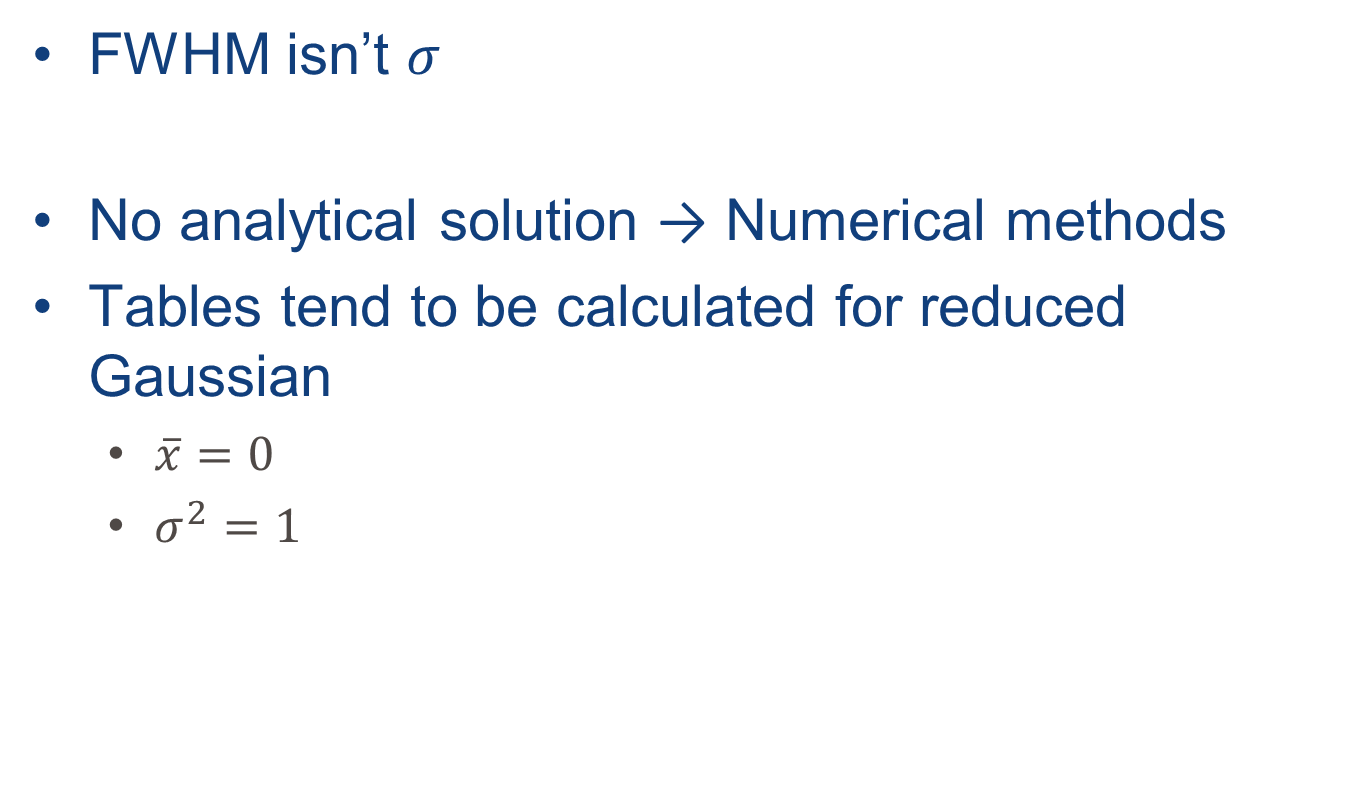 • FWHM isn’t 𝜎
• No analytical solution → Numerical methods
• Tables tend to be calculated for reduced
Gaussian
• x̄ = 0
• 𝜎² = 1